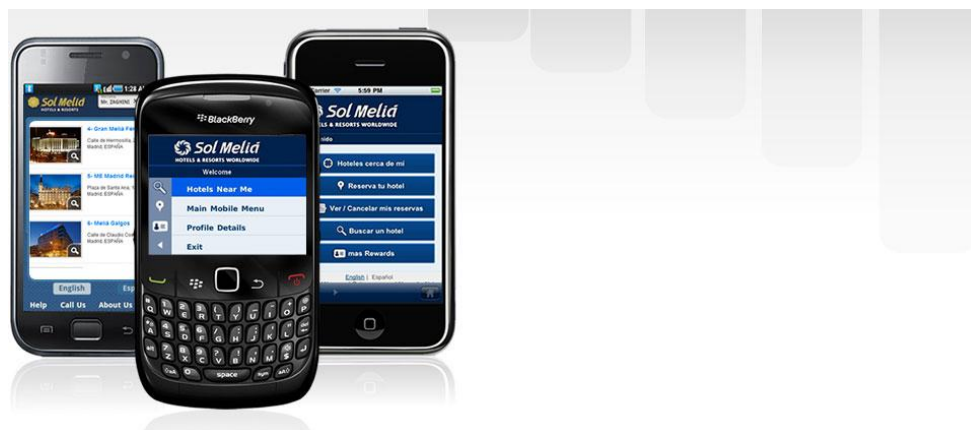 1:28 A
Sol Meliá
HOTELS & RESORTS
4- Gran Meliá Fe
Calle de Hermosilla,
Madrid, ESPAÑA
5- ME Madrid Re
Plaza de Santa Ana,
Madrid, ESPAÑA
6- Meliá Galgos
Calle de Claudio Coe
Madrid, ESPAÑA
English
Esp
Help Call Us About Us
BlackBerry
Sol Meliá
HOTELS & RESORTS WORLDWIDE
Welcome
Hotels Near Me
Main Mobile Menu
Profile Details
Exit
Q W E R T Y U I O P
A S D F G H J K L
Z X C V B N M $
space sym
5:59 PM
Sol Meliá
& RESORTS WORLDWIDE
Hoteles cerca de mi
Reserva tu hotel
Ver / Cancelar mis reservas
Buscar un hotel
mas Rewards
English | Español